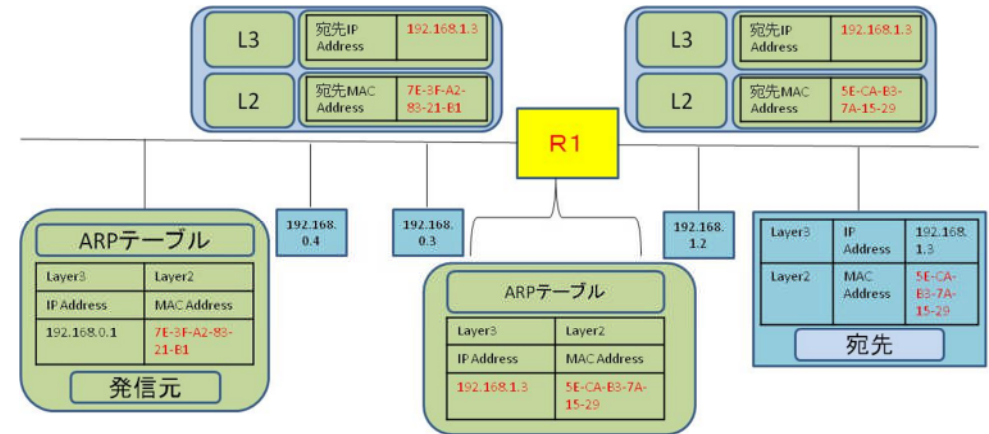 L3
宛先IP
Address
192.168.1.3
L2
宛先MAC
Address
7E-3F-A2-
83-21-B1
L3
宛先IP
Address
192.168.1.3
L2
宛先MAC
Address
5E-CA-B3-
7A-15-29
R1
ARPテーブル
Layer3
Layer2
IP Address
MAC Address
192.168.0.1
7E-3F-A2-83-
21-B1
発信元
192.168.
0.4
192.168.
0.3
ARPテーブル
Layer3
Layer2
IP Address
MAC Address
192.168.1.3
5E-CA-B3-7A-
15-29
192.168.
1.2
Layer3
IP
Address
192.168.
1.3
Layer2
MAC
Address
5E-CA-
B3-7A-
15-29
宛先